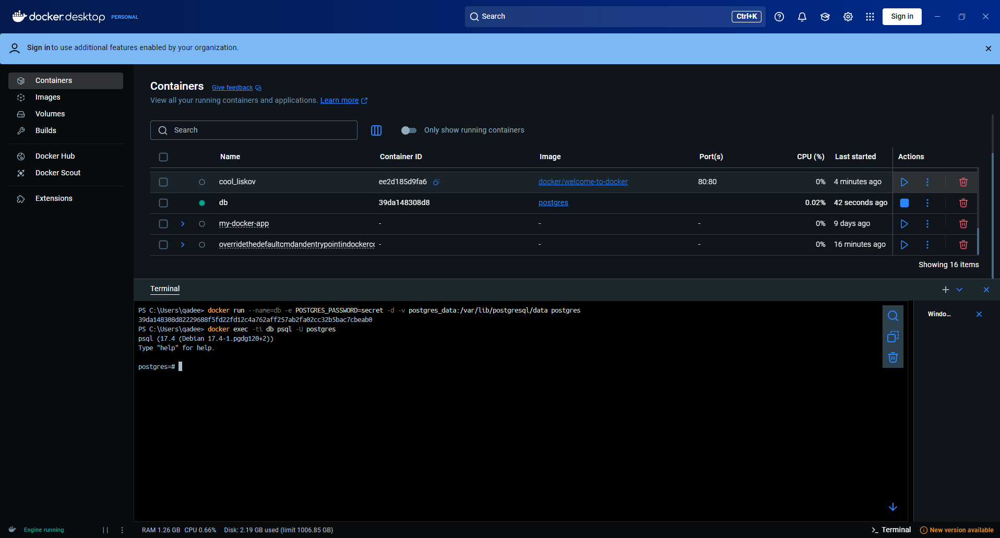 docker.desktop PERSONAL
Search Ctrl+K
Sign in
Sign in to use additional features enabled by your organization.
Containers
Images
Volumes
Builds
Docker Hub
Docker Scout
Extensions
Containers Give feedback
View all your running containers and applications. Learn more
Search
Only show running containers
Name Container ID Image Port(s) CPU (%) Last started Actions
cool_liskov ee2d185d9fa6 docker/welcome-to-docker 80:80 0% 4 minutes ago
db 39da148308d8 postgres 0.02% 42 seconds ago
my-docker-app - - - 0% 9 days ago
overridethedefaultcmdandentrypointindockerco - - - 0% 16 minutes ago
Showing 16 items
Terminal
PS C:\Users\qadee> docker run --name=db -e POSTGRES_PASSWORD=secret -d -v postgres_data:/var/lib/postgresql/data postgres
39da148308d82229688f5fd22fd12c4a762aff257ab2fa02cc32b5bac7cbeab0
PS C:\Users\qadee> docker exec -ti db psql -U postgres
psql (17.4 (Debian 17.4-1.pgdg120+2))
Type "help" for help.
postgres=#
Windo...
Engine running
RAM 1.26 GB CPU 0.66% Disk: 2.19 GB used (limit 1006.85 GB)
Terminal
New version available